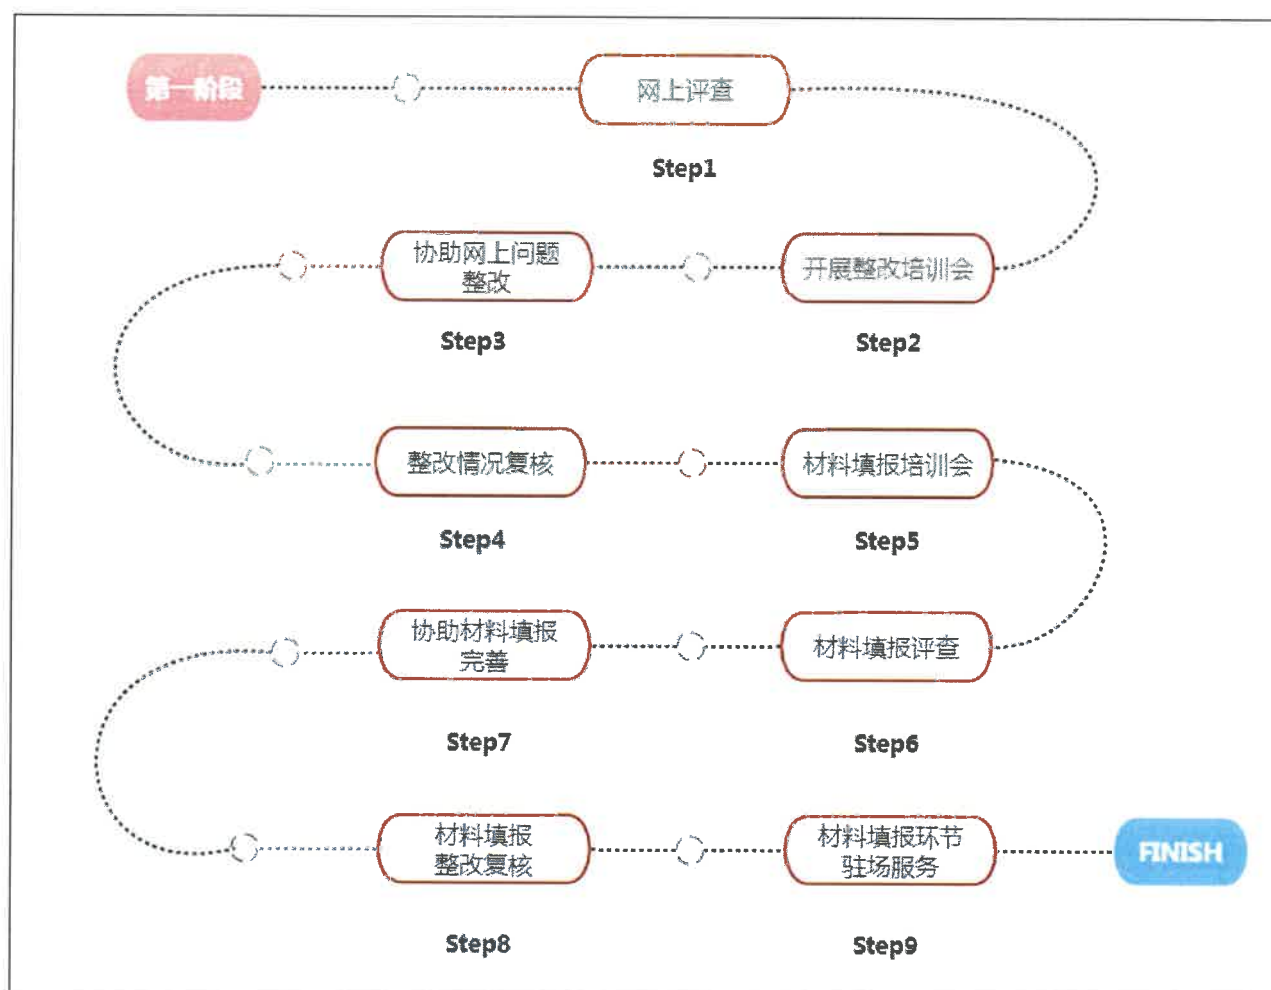 第一阶段
网上评查
Step1
开展整改培训会
Step2
协助网上问题
整改
Step3
整改情况复核
Step4
材料填报培训会
Step5
材料填报评查
Step6
协助材料填报
完善
Step7
材料填报
整改复核
Step8
材料填报环节
驻场服务
Step9
FINISH